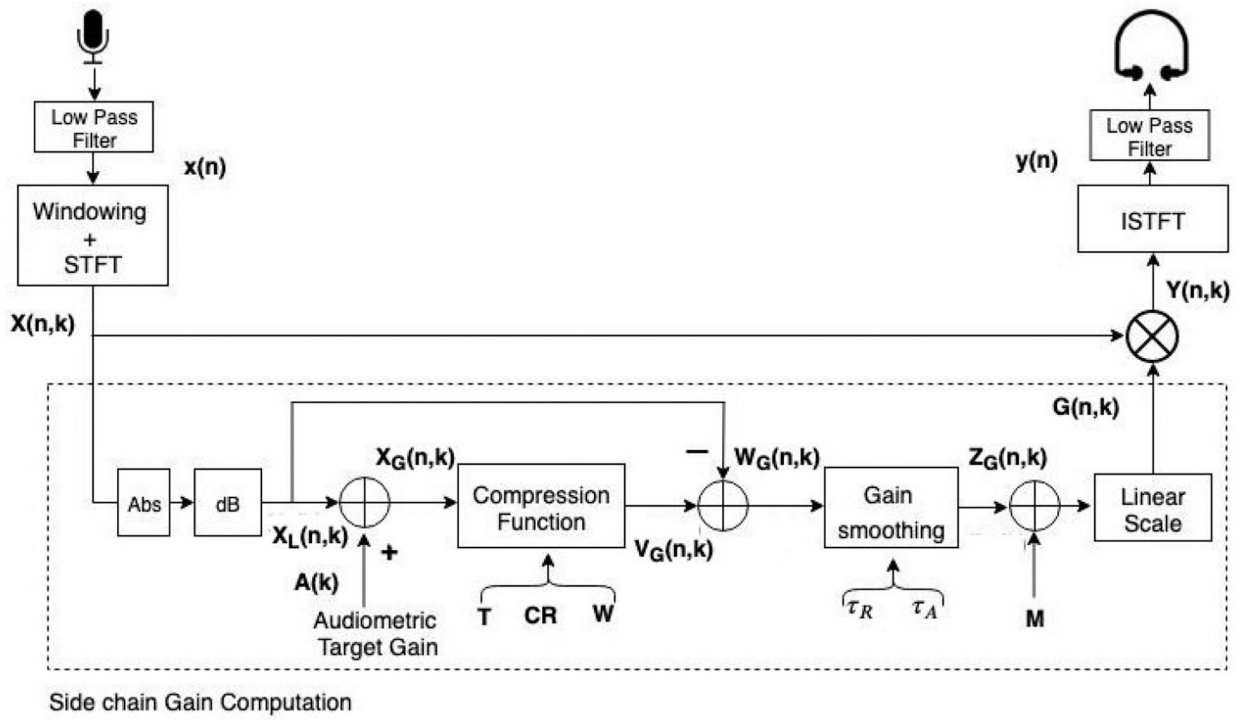 Low Pass
Filter
x(n)
Windowing
+
STFT
X(n,k)
Low Pass
Filter
y(n)
ISTFT
Y(n,k)
G(n,k)
Abs
dB
X_L(n,k)
+
A(k)
Audiometric
Target Gain
X_G(n,k)
Compression
Function
T CR W
V_G(n,k)
−
W_G(n,k)
Gain
smoothing
τ_R τ_A
Z_G(n,k)
M
Linear
Scale
Side chain Gain Computation